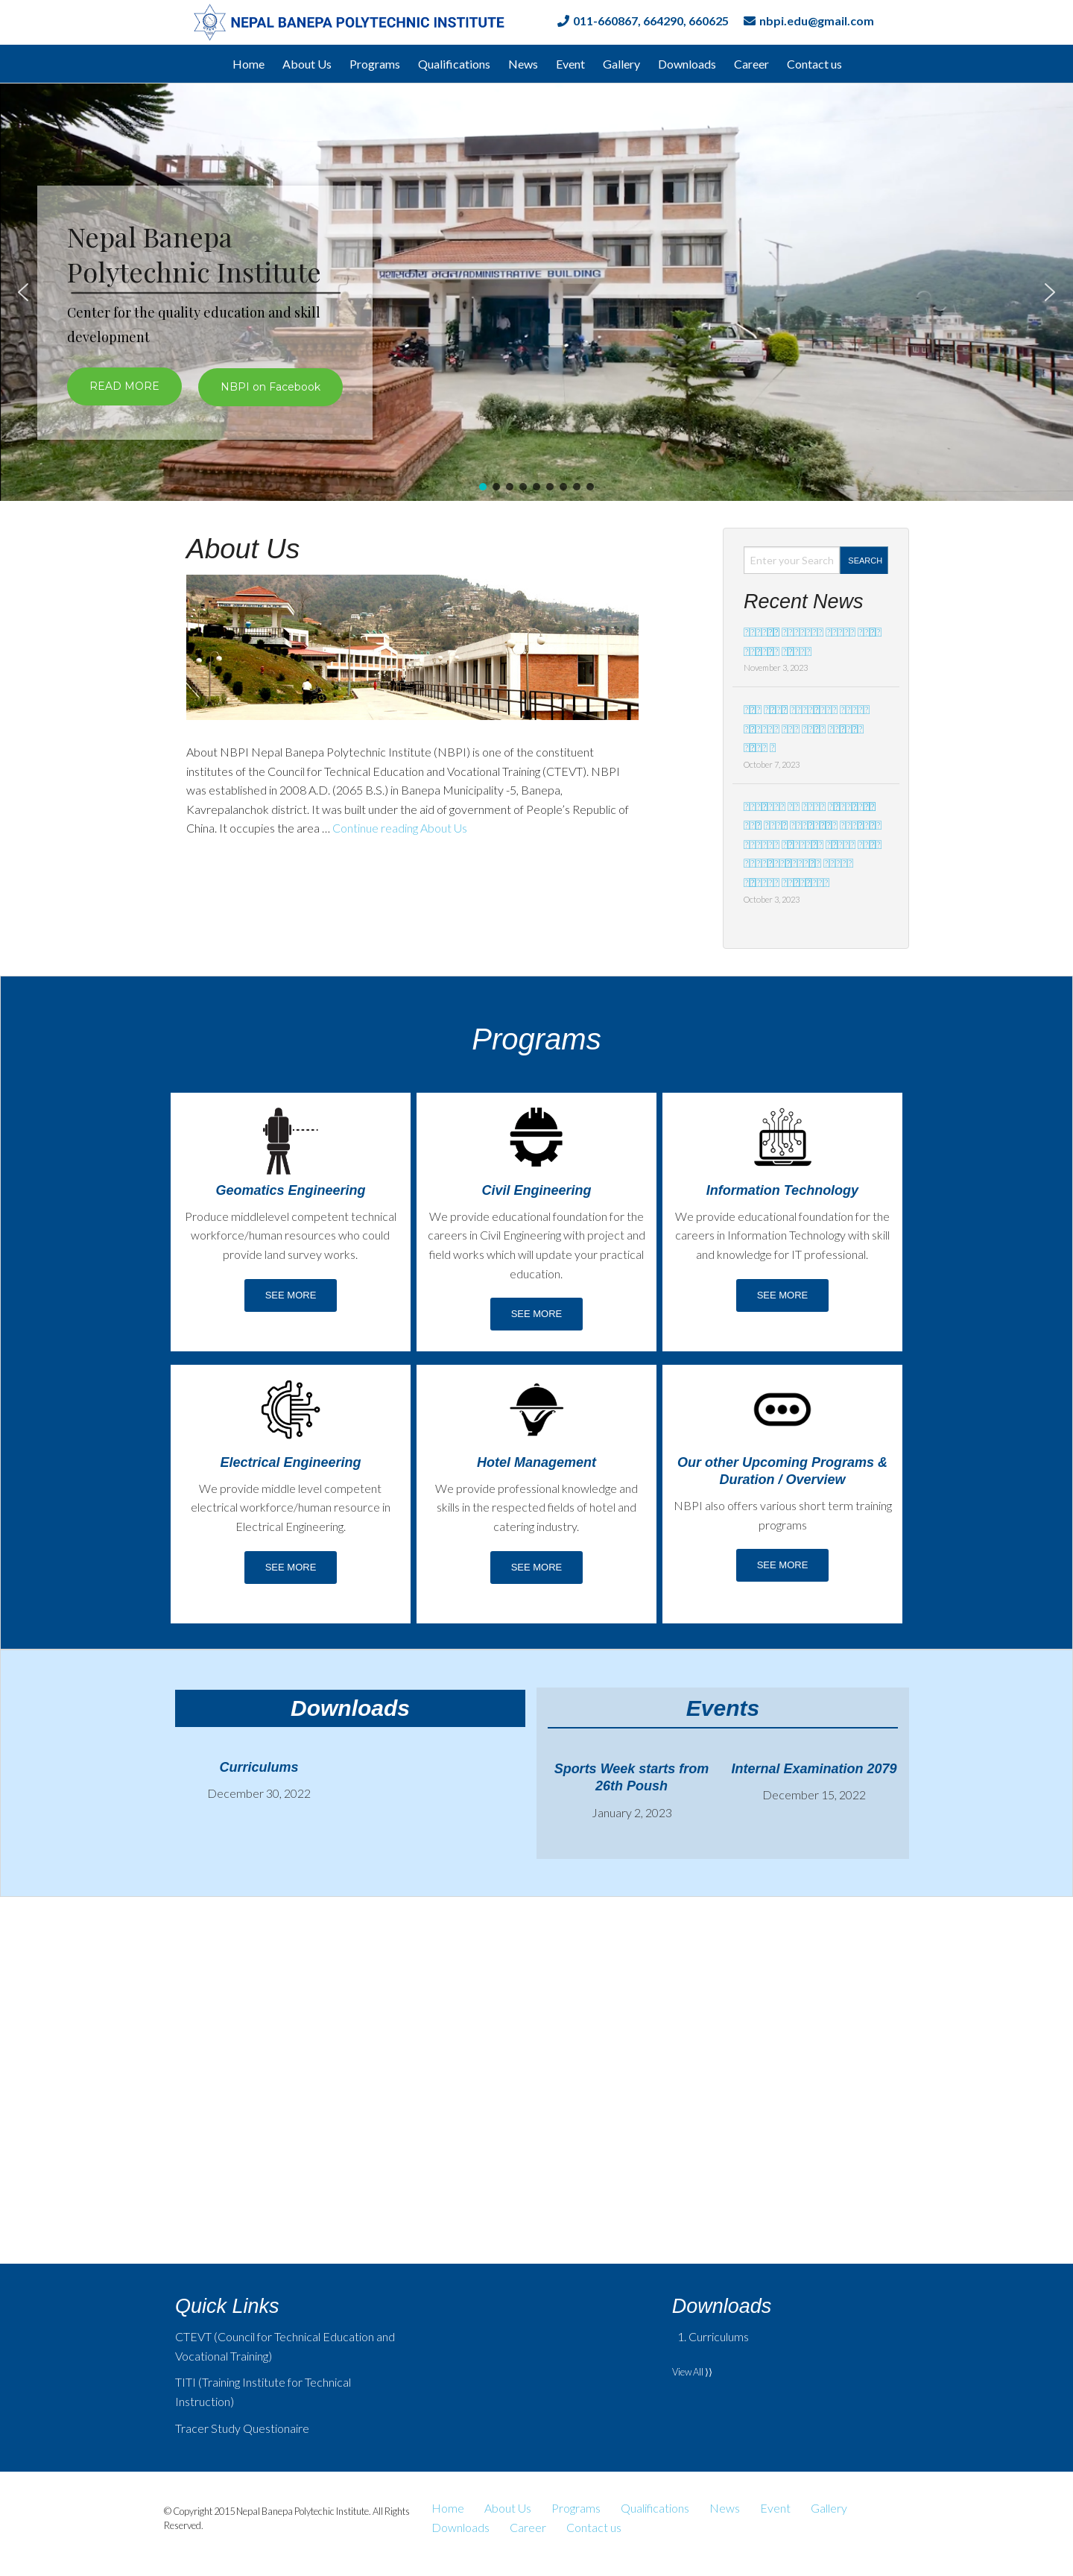 NEPAL BANEPA POLYTECHNIC INSTITUTE
011-660867, 664290, 660625 nbpi.edu@gmail.com
Home About Us Programs Qualifications News Event Gallery Downloads Career Contact us
ADMINISTRATIVE BUILDING
Nepal Banepa
Polytechnic Institute
Center for the quality education and skill
development
READ MORE NBPI on Facebook
About Us
About NBPI Nepal Banepa Polytechnic Institute (NBPI) is one of the constituent
institutes of the Council for Technical Education and Vocational Training (CTEVT). NBPI
was established in 2008 A.D. (2065 B.S.) in Banepa Municipality -5, Banepa,
Kavrepalanchok district. It was built under the aid of government of People’s Republic of
China. It occupies the area … Continue reading About Us
Enter your Search SEARCH
Recent News
November 3, 2023
October 7, 2023
October 3, 2023
Programs
Geomatics Engineering
Produce middlelevel competent technical
workforce/human resources who could
provide land survey works.
SEE MORE
Civil Engineering
We provide educational foundation for the
careers in Civil Engineering with project and
field works which will update your practical
education.
SEE MORE
Information Technology
We provide educational foundation for the
careers in Information Technology with skill
and knowledge for IT professional.
SEE MORE
Electrical Engineering
We provide middle level competent
electrical workforce/human resource in
Electrical Engineering.
SEE MORE
Hotel Management
We provide professional knowledge and
skills in the respected fields of hotel and
catering industry.
SEE MORE
Our other Upcoming Programs &
Duration / Overview
NBPI also offers various short term training
programs
SEE MORE
Downloads
Curriculums
December 30, 2022
Events
Sports Week starts from
26th Poush
January 2, 2023
Internal Examination 2079
December 15, 2022
Quick Links
CTEVT (Council for Technical Education and
Vocational Training)
TITI (Training Institute for Technical
Instruction)
Tracer Study Questionaire
Downloads
1. Curriculums
View All ⟩⟩
© Copyright 2015 Nepal Banepa Polytechic Institute. All Rights
Reserved.
Home About Us Programs Qualifications News Event Gallery
Downloads Career Contact us